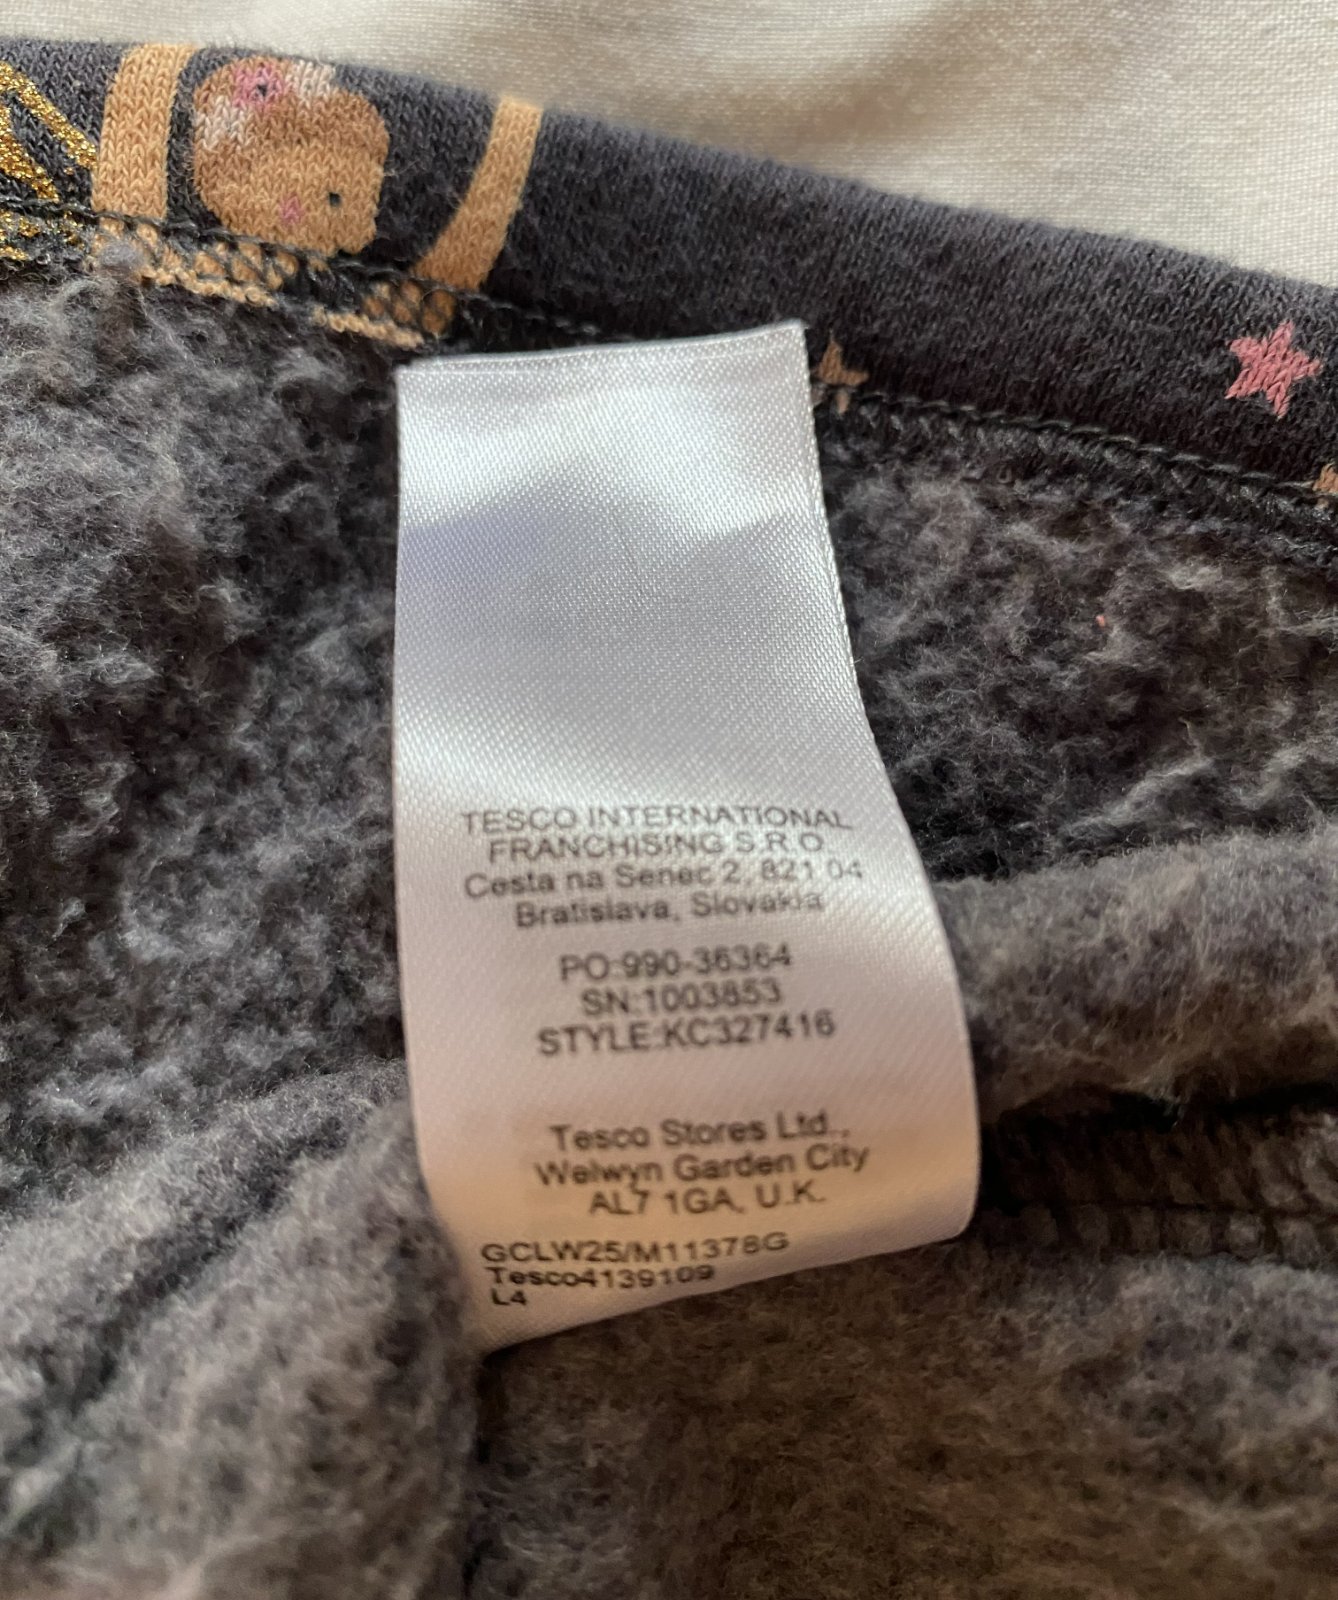 TESCO INTERNATIONAL
FRANCHISING S.R.O.
Cesta na Senec 2, 821 04
Bratislava, Slovakia
PO:990-36364
SN:1003853
STYLE:KC327416
Tesco Stores Ltd.,
Welwyn Garden City
AL7 1GA, U.K.
GCLW25/M11378G
Tesco4139109
L4